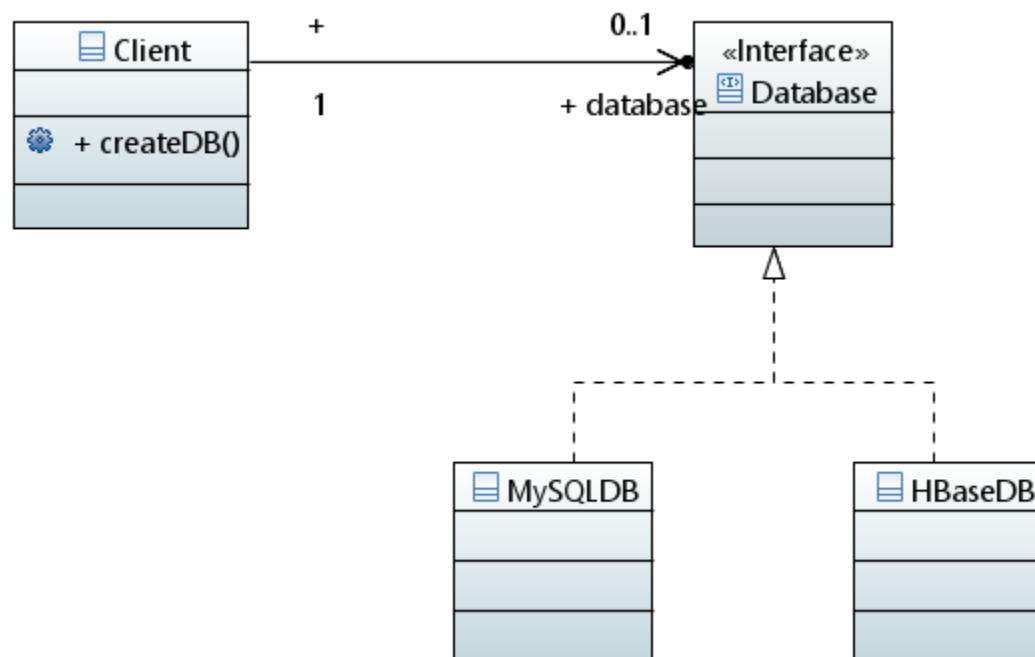 Client
+ createDB()
+
0..1
1
+ database
«Interface»
Database
MySQLDB
HBaseDB